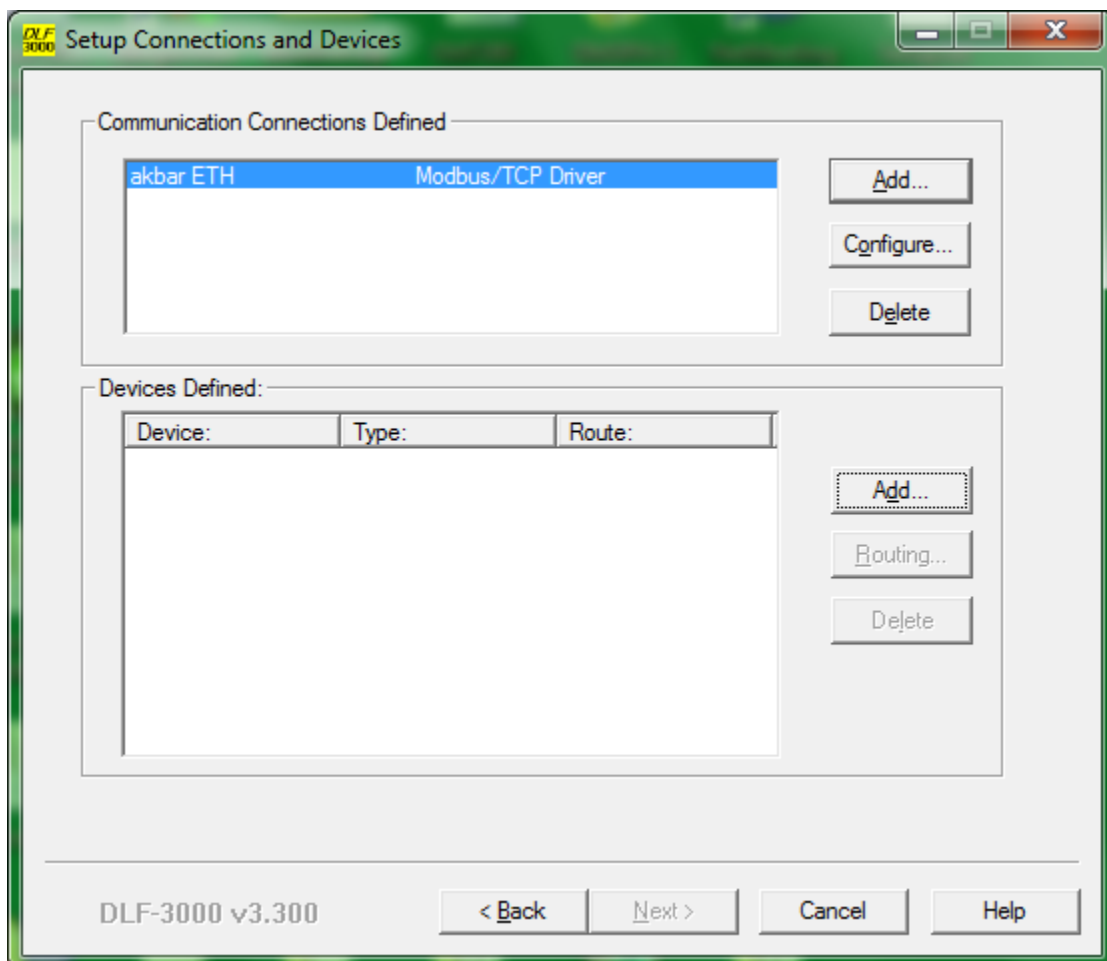 DLF 3000 Setup Connections and Devices
Communication Connections Defined
akbar ETH Modbus/TCP Driver
Add...
Configure...
Delete
Devices Defined:
Device: Type: Route:
Add...
Routing...
Delete
DLF-3000 v3.300 < Back Next > Cancel Help